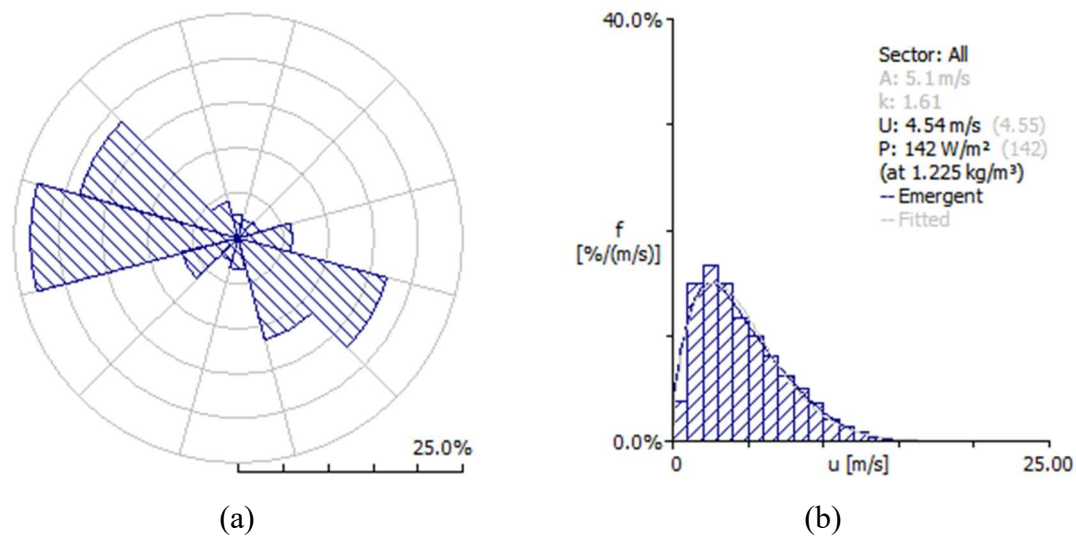 25.0%
(a)
40.0%
Sector: All
A: 5.1 m/s
k: 1.61
U: 4.54 m/s (4.55)
P: 142 W/m² (142)
(at 1.225 kg/m³)
-- Emergent
-- Fitted
f
[%/(m/s)]
0.0%
0
u [m/s]
25.00
(b)